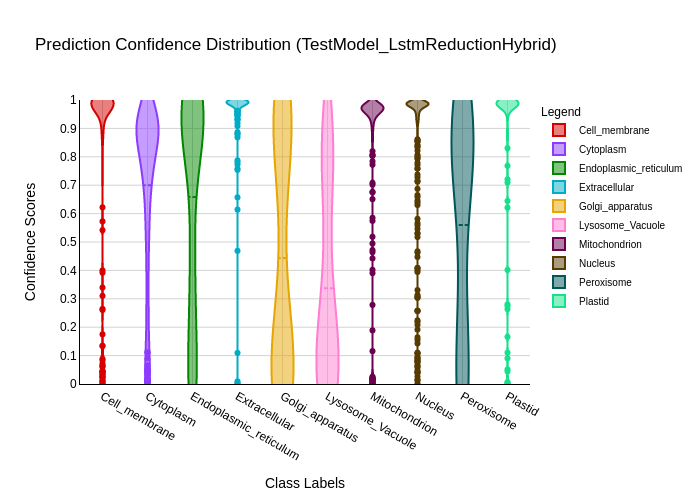 Prediction Confidence Distribution (TestModel_LstmReductionHybrid)
Confidence Scores
1
0.9
0.8
0.7
0.6
0.5
0.4
0.3
0.2
0.1
0
Cell_membrane
Cytoplasm
Endoplasmic_reticulum
Extracellular
Golgi_apparatus
Lysosome_Vacuole
Mitochondrion
Nucleus
Peroxisome
Plastid
Class Labels
Legend
Cell_membrane
Cytoplasm
Endoplasmic_reticulum
Extracellular
Golgi_apparatus
Lysosome_Vacuole
Mitochondrion
Nucleus
Peroxisome
Plastid